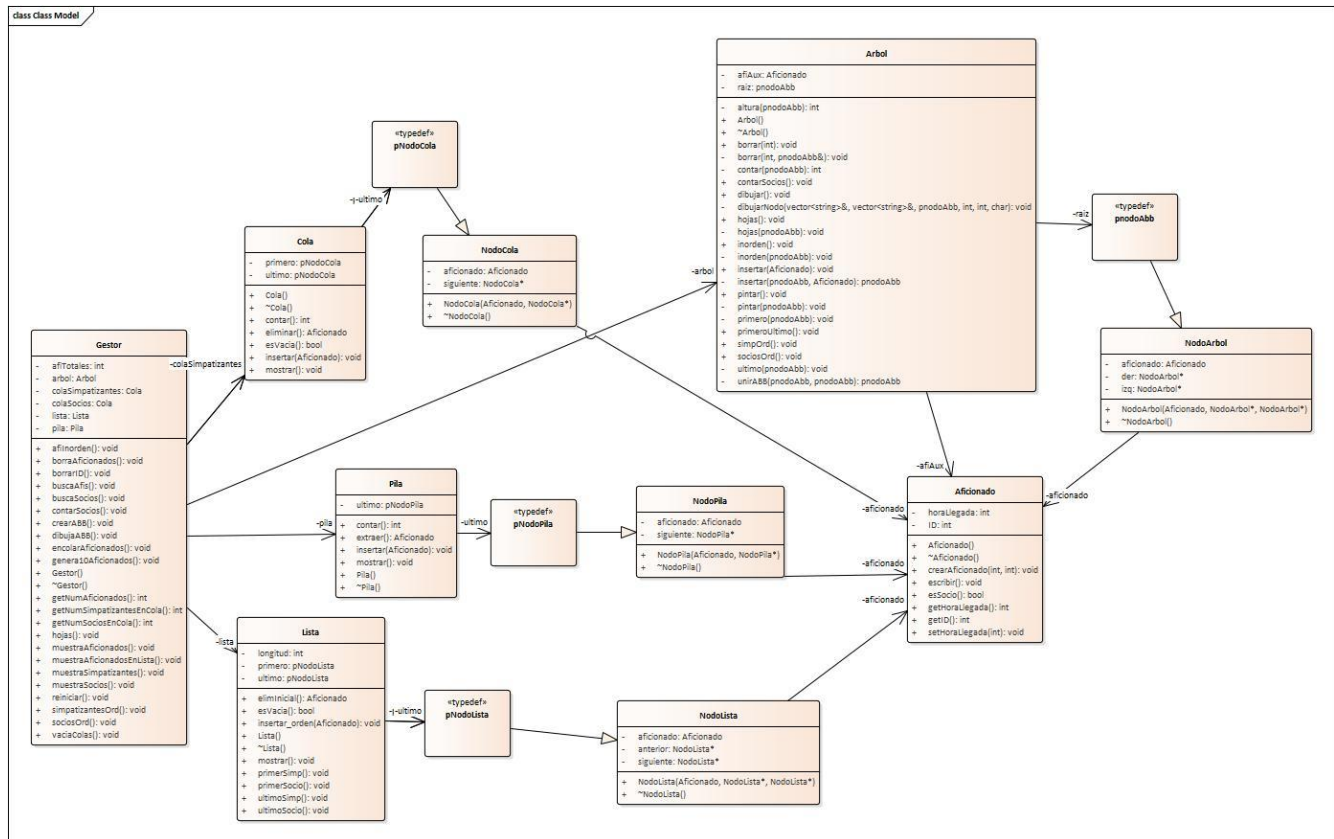 class Class Model
Arbol
- afiAux: Aficionado
- raiz: pnodoAbb
- altura(pnodoAbb): int
+ Arbol()
+ ~Arbol()
+ borrar(int): void
- borrar(int, pnodoAbb&): void
- contar(pnodoAbb): int
+ contarSocios(): void
+ dibujar(): void
- dibujarNodo(vector<string>&, vector<string>&, pnodoAbb, int, int, char): void
+ hojas(): void
- hojas(pnodoAbb): void
+ inorden(): void
- inorden(pnodoAbb): void
+ insertar(Aficionado): void
- insertar(pnodoAbb, Aficionado): pnodoAbb
+ pintar(): void
- pintar(pnodoAbb): void
- primero(pnodoAbb): void
+ primeroUltimo(): void
+ simpOrd(): void
+ sociosOrd(): void
- ultimo(pnodoAbb): void
- unirABB(pnodoAbb, pnodoAbb): pnodoAbb
«typedef»
pNodoCola
-ultimo
Cola
- primero: pNodoCola
- ultimo: pNodoCola
+ Cola()
+ ~Cola()
+ contar(): int
+ eliminar(): Aficionado
+ esVacia(): bool
+ insertar(Aficionado): void
+ mostrar(): void
NodoCola
- aficionado: Aficionado
- siguiente: NodoCola*
+ NodoCola(Aficionado, NodoCola*)
+ ~NodoCola()
-raiz
«typedef»
pnodoAbb
NodoArbol
- aficionado: Aficionado
- der: NodoArbol*
- izq: NodoArbol*
+ NodoArbol(Aficionado, NodoArbol*, NodoArbol*)
+ ~NodoArbol()
-arbol
-colaSimpatizantes
Gestor
- afiTotales: int
- arbol: Arbol
- colaSimpatizantes: Cola
- colaSocios: Cola
- lista: Lista
- pila: Pila
+ afiInorden(): void
+ borraAficionados(): void
+ borrarID(): void
+ buscaAfis(): void
+ buscaSocios(): void
+ contarSocios(): void
+ crearABB(): void
+ dibujaABB(): void
+ encolarAficionados(): void
+ genera10Aficionados(): void
+ Gestor()
+ ~Gestor()
+ getNumAficionados(): int
+ getNumSimpatizantesEnCola(): int
+ getNumSociosEnCola(): int
+ hojas(): void
+ muestraAficionados(): void
+ muestraAficionadosEnLista(): void
+ muestraSimpatizantes(): void
+ muestraSocios(): void
+ reiniciar(): void
+ simpatizantesOrd(): void
+ sociosOrd(): void
+ vaciaColas(): void
-pila
Pila
- ultimo: pNodoPila
+ contar(): int
+ extraer(): Aficionado
+ insertar(Aficionado): void
+ mostrar(): void
+ Pila()
+ ~Pila()
-ultimo
«typedef»
pNodoPila
NodoPila
- aficionado: Aficionado
- siguiente: NodoPila*
+ NodoPila(Aficionado, NodoPila*)
+ ~NodoPila()
-afiAux
-aficionado
-aficionado
-aficionado
-aficionado
Aficionado
- horaLlegada: int
- ID: int
+ Aficionado()
+ ~Aficionado()
+ crearAficionado(int, int): void
+ escribir(): void
+ esSocio(): bool
+ getHoraLlegada(): int
+ getID(): int
+ setHoraLlegada(int): void
-lista
Lista
- longitud: int
- primero: pNodoLista
- ultimo: pNodoLista
+ elimInicial(): Aficionado
+ esVacia(): bool
+ insertar_orden(Aficionado): void
+ Lista()
+ ~Lista()
+ mostrar(): void
+ primerSimp(): void
+ primerSocio(): void
+ ultimoSimp(): void
+ ultimoSocio(): void
-ultimo
«typedef»
pNodoLista
NodoLista
- aficionado: Aficionado
- anterior: NodoLista*
- siguiente: NodoLista*
+ NodoLista(Aficionado, NodoLista*, NodoLista*)
+ ~NodoLista()